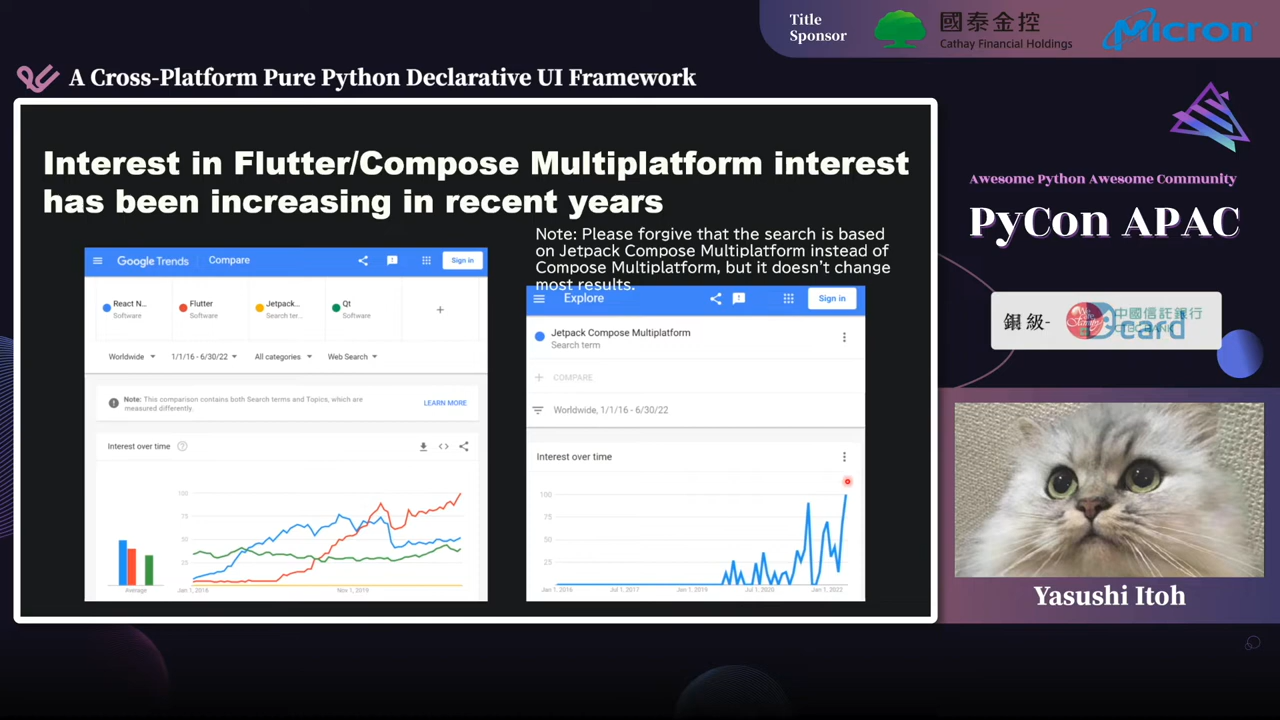 Title
Sponsor
國泰金控
Cathay Financial Holdings
Micron
A Cross-Platform Pure Python Declarative UI Framework
Interest in Flutter/Compose Multiplatform interest
has been increasing in recent years
Note: Please forgive that the search is based
on Jetpack Compose Multiplatform instead of
Compose Multiplatform, but it doesn't change
most results.
Google Trends Compare
Sign in
React N...
Software
Flutter
Software
Jetpack...
Search ter...
Qt
Software
+
Worldwide
1/1/16 - 6/30/22
All categories
Web Search
Note: This comparison contains both Search terms and Topics, which are
measured differently.
LEARN MORE
Interest over time
100
75
50
25
Average
Jan 1, 2016
Nov 1, 2019
Explore
Sign in
Jetpack Compose Multiplatform
Search term
+ COMPARE
Worldwide, 1/1/16 - 6/30/22
Interest over time
100
75
50
25
Jan 1, 2016
Jul 1, 2017
Jan 1, 2019
Jul 1, 2020
Jan 1, 2022
Awesome Python Awesome Community
PyCon APAC
銅級-
中國信託銀行
CTBC BANK
Dcard
Yasushi Itoh